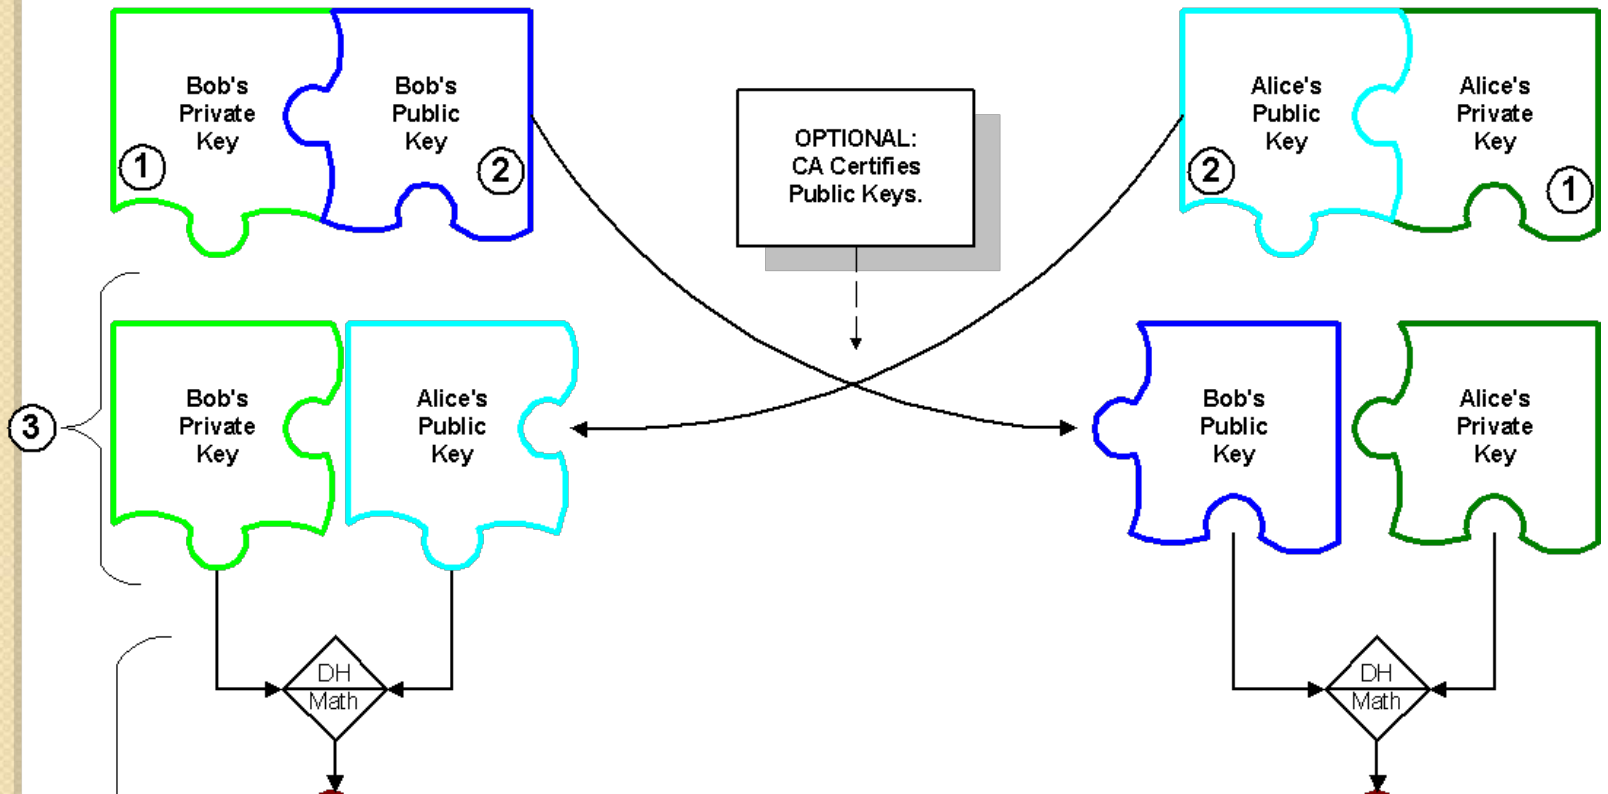 Bob's
Private
Key
1
Bob's
Public
Key
2
OPTIONAL:
CA Certifies
Public Keys.
Alice's
Public
Key
2
Alice's
Private
Key
1
3
Bob's
Private
Key
Alice's
Public
Key
Bob's
Public
Key
Alice's
Private
Key
DH
Math
DH
Math